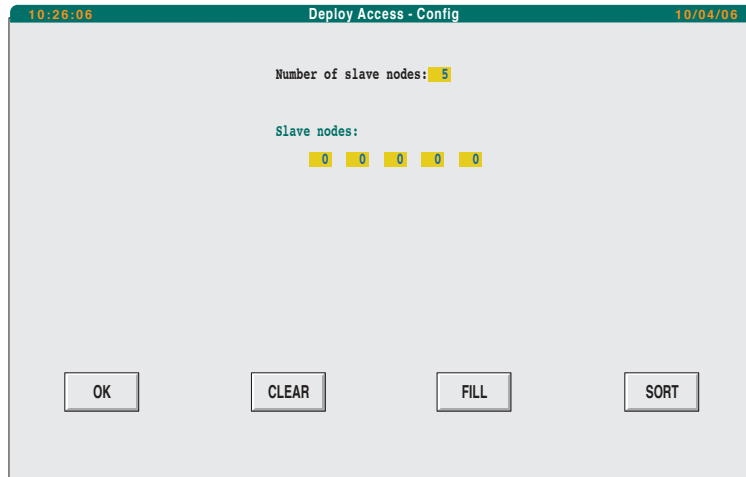 10:26:06 Deploy Access - Config 10/04/06
Number of slave nodes: 5
Slave nodes:
0 0 0 0 0
OK CLEAR FILL SORT